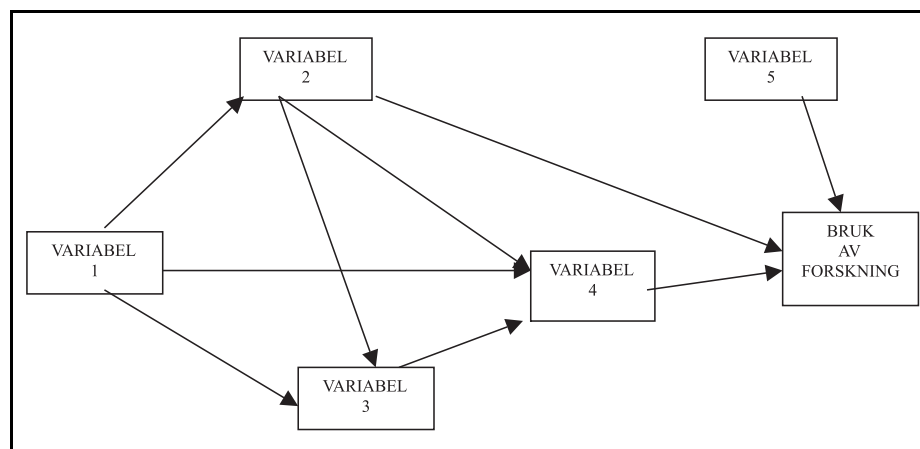 VARIABEL
2
VARIABEL
5
VARIABEL
1
BRUK
AV
FORSKNING
VARIABEL
4
VARIABEL
3